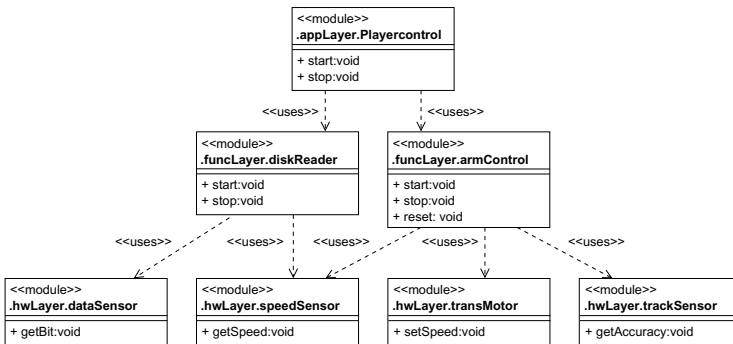 <<module>>
.appLayer.Playercontrol
+ start:void
+ stop:void
<<uses>>
<<uses>>
<<module>>
.funcLayer.diskReader
+ start:void
+ stop:void
<<module>>
.funcLayer.armControl
+ start:void
+ stop:void
+ reset: void
<<uses>>
<<uses>>
<<uses>>
<<uses>>
<<uses>>
<<module>>
.hwLayer.dataSensor
+ getBit:void
<<module>>
.hwLayer.speedSensor
+ getSpeed:void
<<module>>
.hwLayer.transMotor
+ setSpeed:void
<<module>>
.hwLayer.trackSensor
+ getAccuracy:void